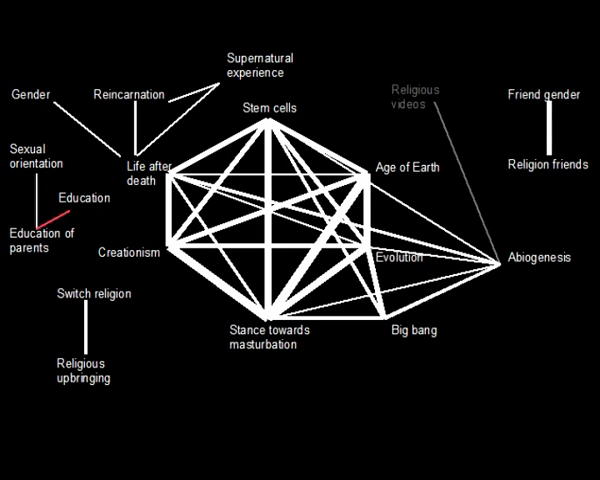 Supernatural
experience
Gender
Reincarnation
Religious
videos
Friend gender
Stem cells
Sexual
orientation
Life after
death
Age of Earth
Religion friends
Education
Education of
parents
Creationism
Evolution
Abiogenesis
Switch religion
Stance towards
masturbation
Big bang
Religious
upbringing